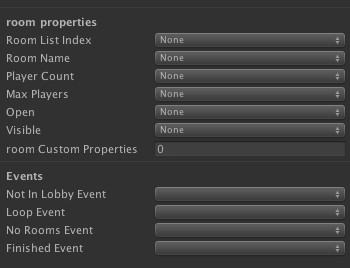 room properties
Room List Index None
Room Name None
Player Count None
Max Players None
Open None
Visible None
room Custom Properties 0
Events
Not In Lobby Event
Loop Event
No Rooms Event
Finished Event